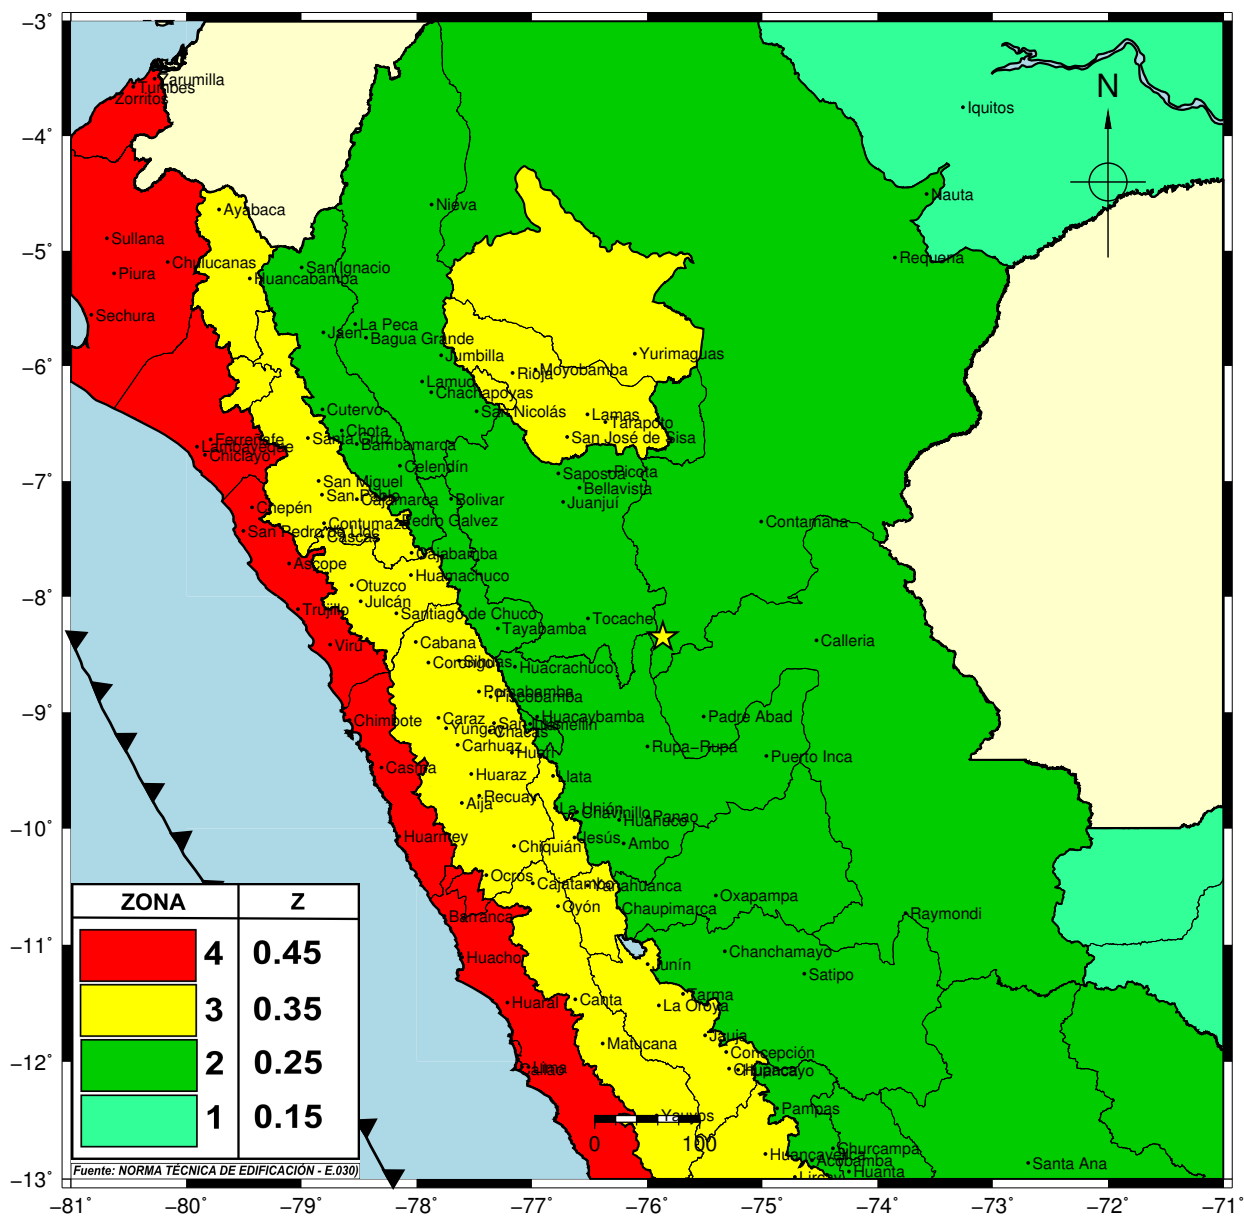 −3˚
−4˚
−5˚
−6˚
−7˚
−8˚
−9˚
−10˚
−11˚
−12˚
−13˚
Zarumilla
Tumbes
Zorritos
N
Iquitos
Nauta
Nieva
Ayabaca
Sullana
Chulucanas
San Ignacio
Requena
Piura
Huancabamba
Sechura
La Peca
Jaen
Bagua Grande
Jumbilla
Yurimaguas
Rioja
Moyobamba
Lamud
Chachapoyas
Cutervo
San Nicolás
Lamas
Tarapoto
Chota
Santa Cruz
San José de Sisa
Ferreñafe
Lambayeque
Bambamarca
Chiclayo
Celendín
Saposoa
Picota
San Miguel
Bellavista
San Pablo
Cajamarca
Bolivar
Juanjuí
Chepén
Contumaza
Pedro Galvez
Contamana
San Pedro de Lloc
Cascas
Cajabamba
Ascope
Huamachuco
Otuzco
Julcán
Trujillo
Santiago de Chuco
Tocache
Tayabamba
Virú
Cabana
Calleria
Corongo
Sihuas
Huacrachuco
Pomabamba
Piscobamba
Chimbote
Caraz
Huacaybamba
Padre Abad
Yungay
San Luis
Llamellín
Chacas
Carhuaz
Huari
Rupa−Rupa
Puerto Inca
Casma
Huaraz
Llata
Recuay
Aija
La Unión
Chavinillo
Panao
Huánuco
Huarmey
Jesús
Ambo
Chiquián
Ocros
Cajatambo
Yanahuanca
Oxapampa
Oyón
Chaupimarca
Raymondi
Barranca
Huacho
Chanchamayo
Junín
Satipo
Tarma
Huaral
Canta
La Oroya
Jauja
Matucana
Concepción
Lima
Callao
Chupaca
Huancayo
Pampas
Yauyos
0
100
Churcampa
Huancavelica
Acobamba
Huanta
Santa Ana
Lircay
ZONA Z
4 0.45
3 0.35
2 0.25
1 0.15
Fuente: NORMA TÉCNICA DE EDIFICACIÓN - E.030)
−81˚ −80˚ −79˚ −78˚ −77˚ −76˚ −75˚ −74˚ −73˚ −72˚ −71˚